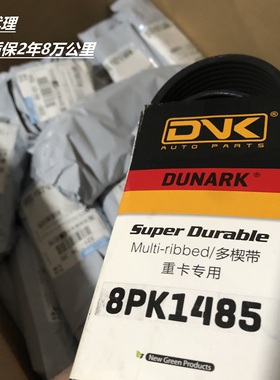 理
保2年8万公里
DVK
AUTO PARTS
DUNARK®
Super Durable
Multi-ribbed/多楔带
重卡专用
8PK1485
New Green Products